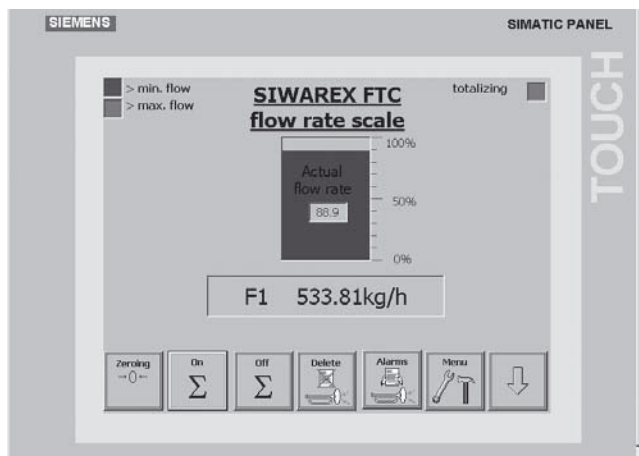 SIEMENS
SIMATIC PANEL
TOUCH
> min. flow
> max. flow
SIWAREX FTC
flow rate scale
totalizing
100%
50%
0%
Actual
flow rate
88.9
F1 533.81kg/h
Zeroing
→0←
On
Σ
Off
Σ
Delete
Alarms
Menu